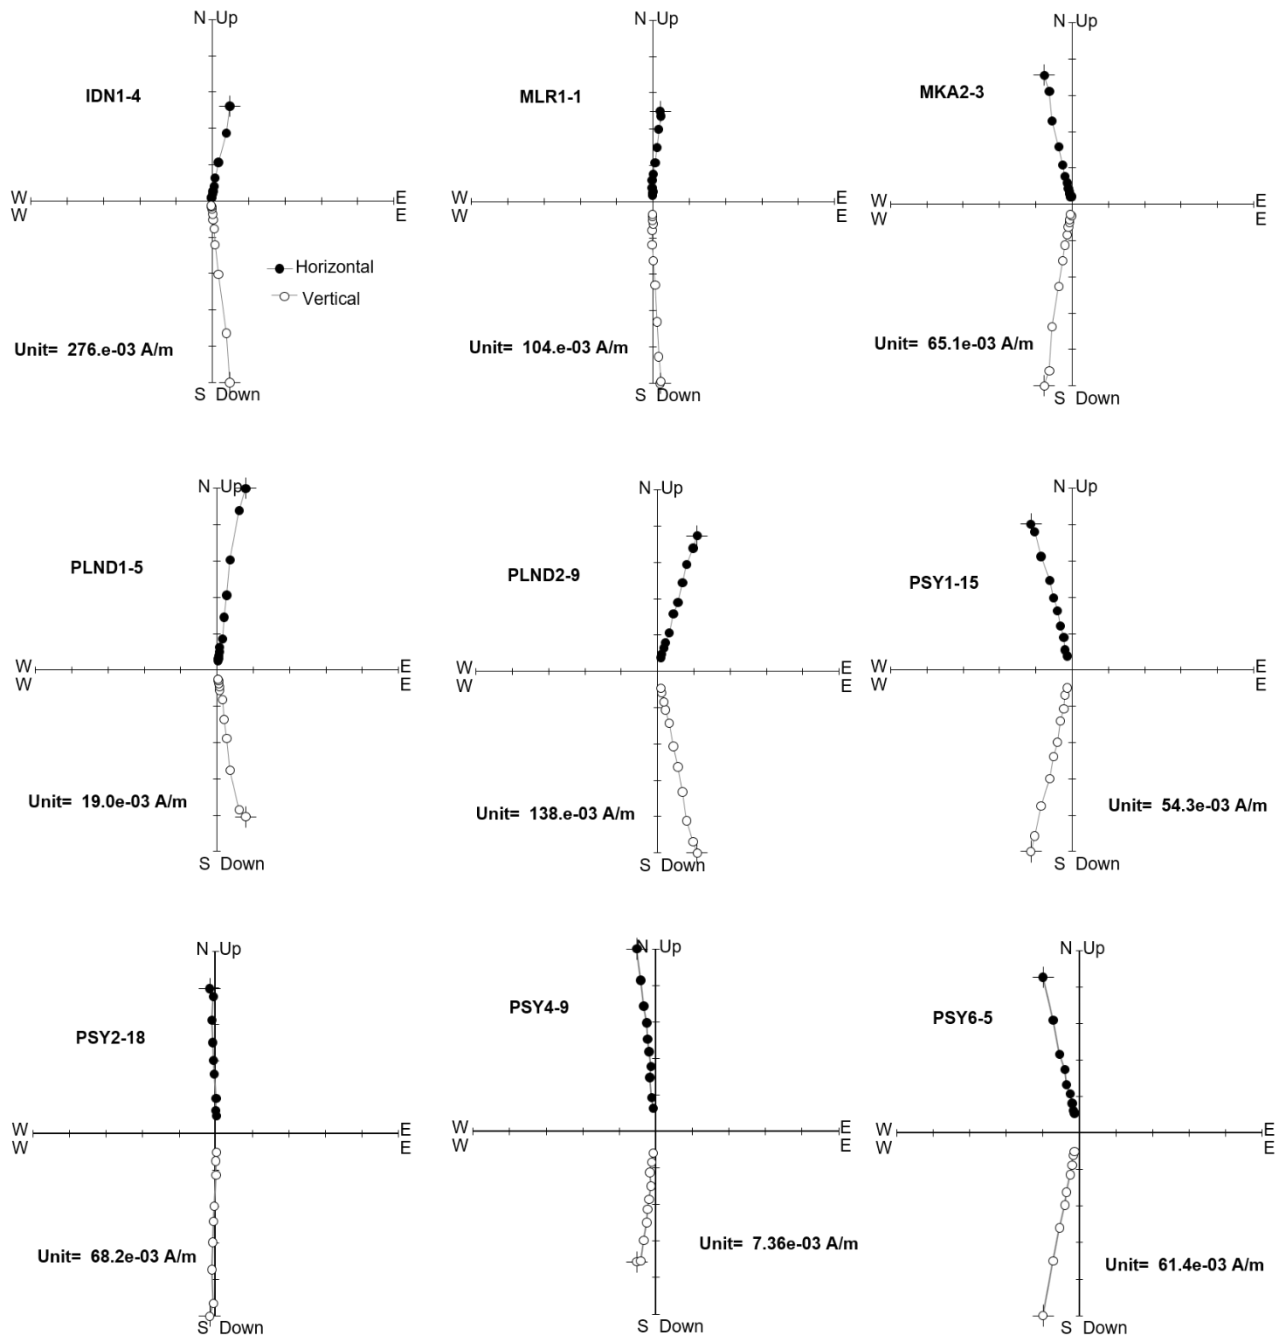 N Up
IDN1-4
W E
W E
Horizontal
Vertical
Unit= 276.e-03 A/m
S Down
N Up
MLR1-1
W E
W E
Unit= 104.e-03 A/m
S Down
N Up
MKA2-3
W E
W E
Unit= 65.1e-03 A/m
S Down
N Up
PLND1-5
W E
W E
Unit= 19.0e-03 A/m
S Down
N Up
PLND2-9
W E
W E
Unit= 138.e-03 A/m
S Down
N Up
PSY1-15
W E
W E
Unit= 54.3e-03 A/m
S Down
N Up
PSY2-18
W E
W E
Unit= 68.2e-03 A/m
S Down
N Up
PSY4-9
W E
W E
Unit= 7.36e-03 A/m
S Down
N Up
PSY6-5
W E
W E
Unit= 61.4e-03 A/m
S Down